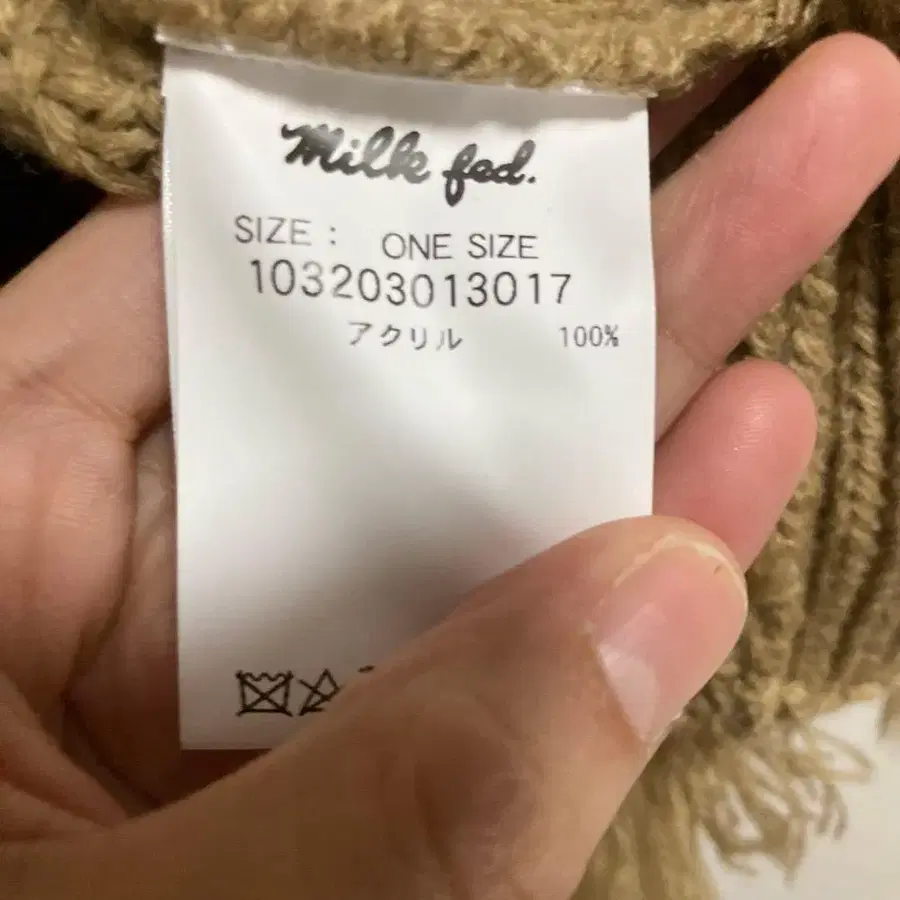 Milk fed.
SIZE : ONE SIZE
103203013017
アクリル 100%